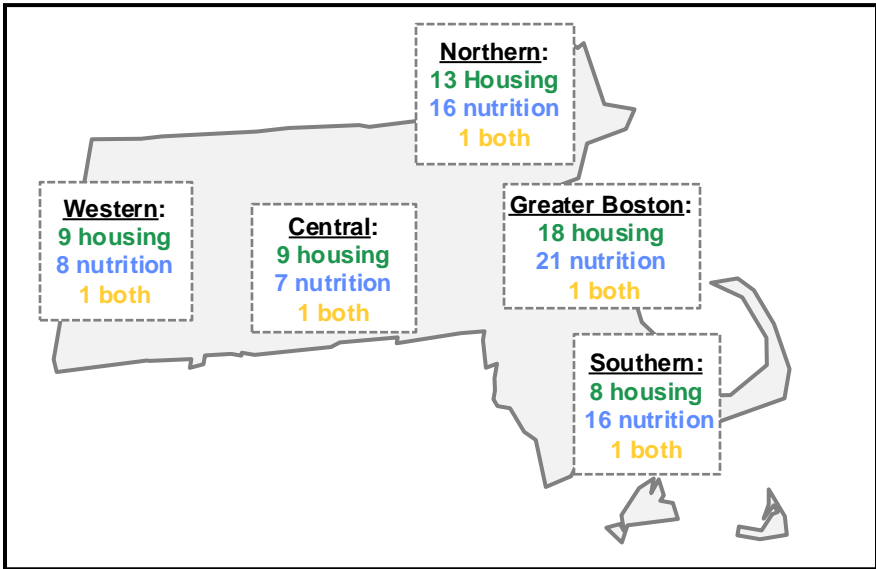 Northern:
13 Housing
16 nutrition
1 both
Western:
9 housing
8 nutrition
1 both
Central:
9 housing
7 nutrition
1 both
Greater Boston:
18 housing
21 nutrition
1 both
Southern:
8 housing
16 nutrition
1 both